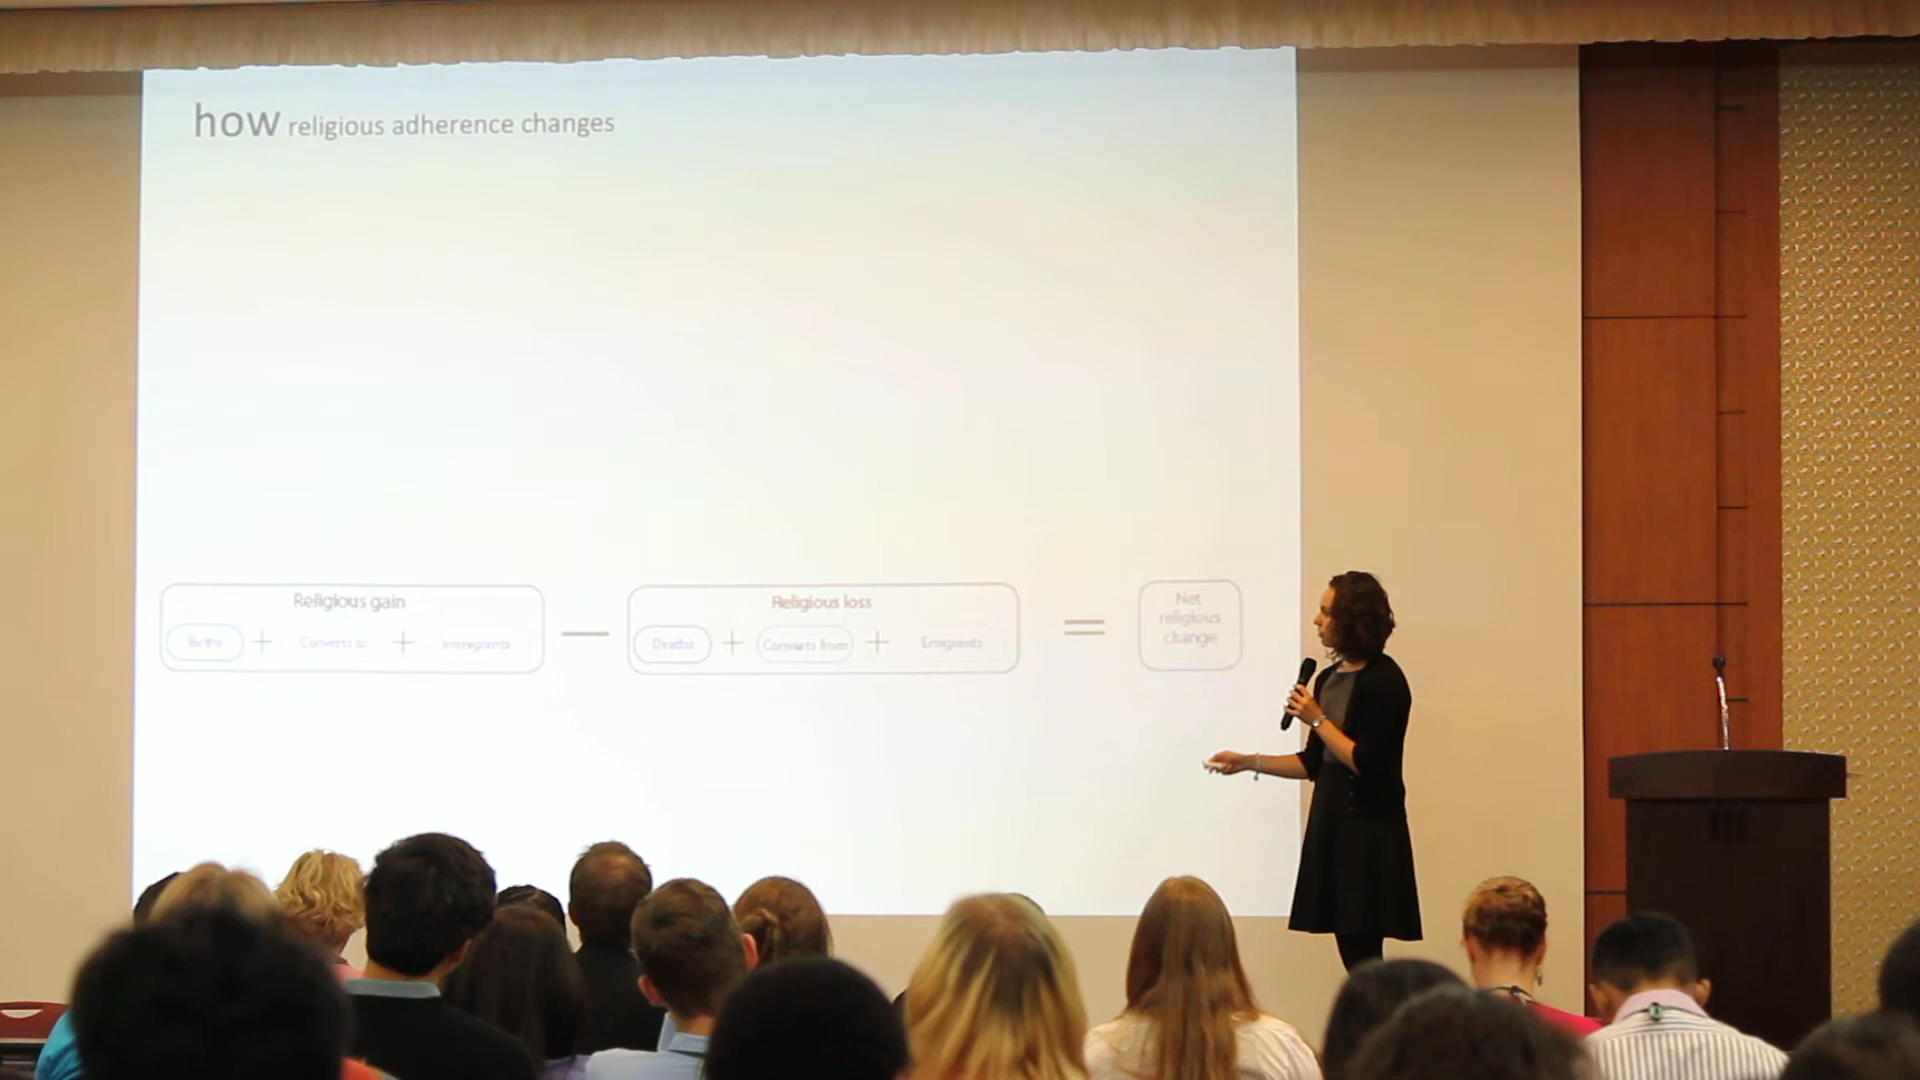 how religious adherence changes
Religious gain
Births + Converts to + Immigrants
—
Religious loss
Deaths + Converts from + Emigrants
=
Net
religious
change